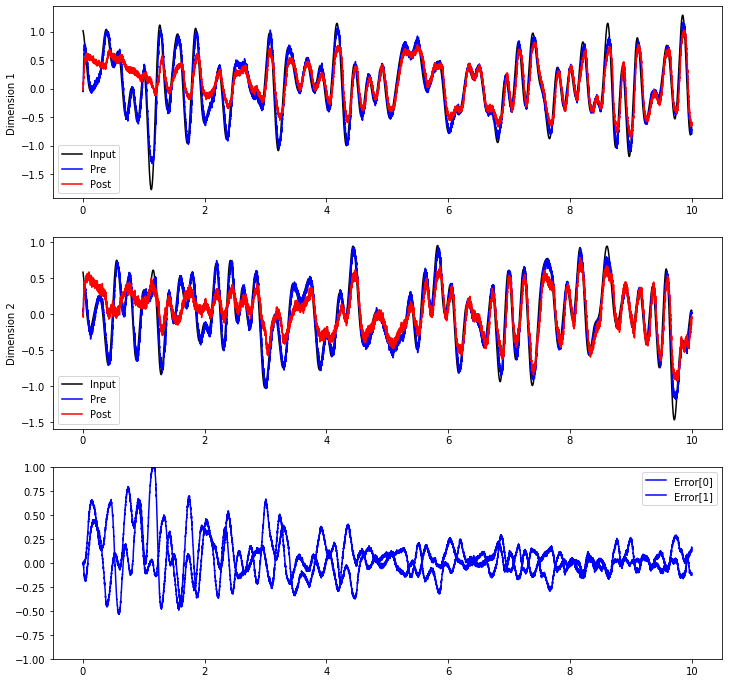 Dimension 1
1.0
0.5
0.0
−0.5
−1.0
−1.5
Input
Pre
Post
0 2 4 6 8 10
Dimension 2
1.0
0.5
0.0
−0.5
−1.0
−1.5
Input
Pre
Post
0 2 4 6 8 10
1.00
0.75
0.50
0.25
0.00
−0.25
−0.50
−0.75
−1.00
Error[0]
Error[1]
0 2 4 6 8 10